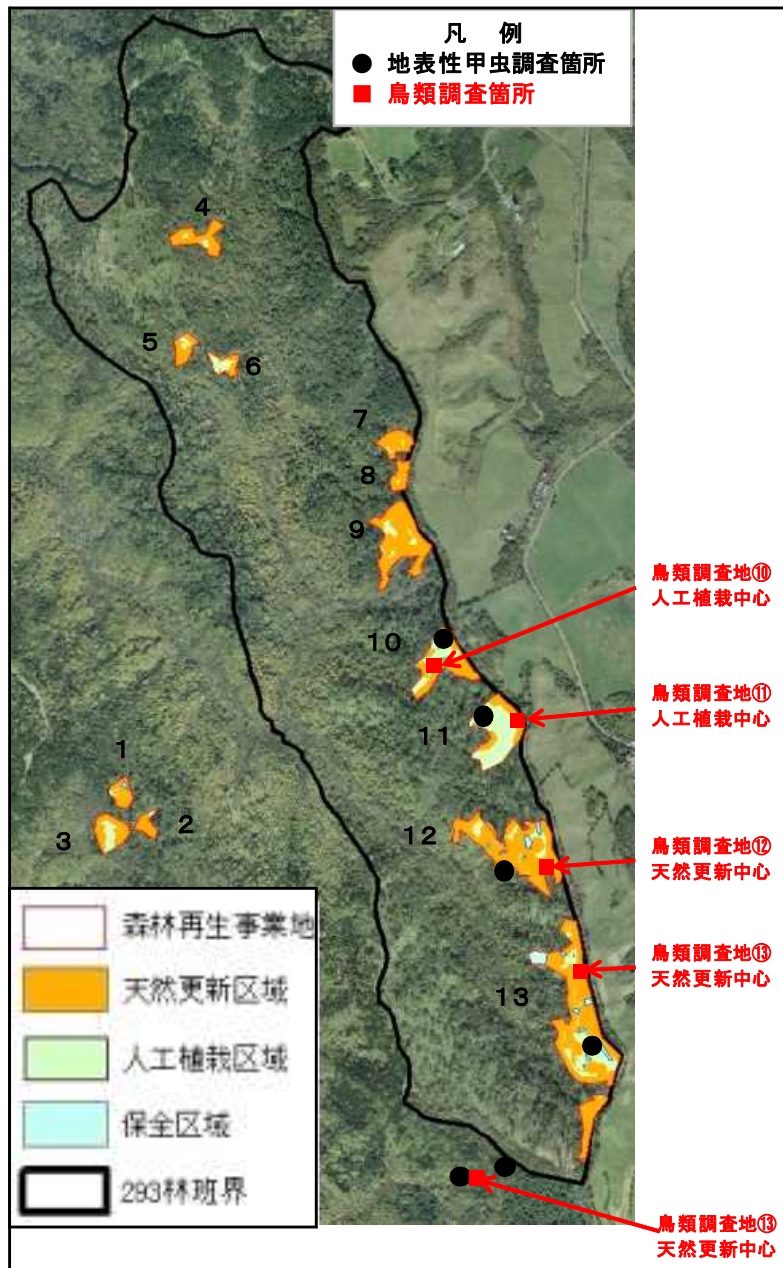 凡　例
● 地表性甲虫調査箇所
■ 鳥類調査箇所
4
5
6
7
8
9
鳥類調査地⑩
人工植栽中心
10
鳥類調査地⑪
人工植栽中心
11
1
2
3
12
鳥類調査地⑫
天然更新中心
鳥類調査地⑬
天然更新中心
13
森林再生事業地
天然更新区域
人工植栽区域
保全区域
293林班界
鳥類調査地⑬
天然更新中心